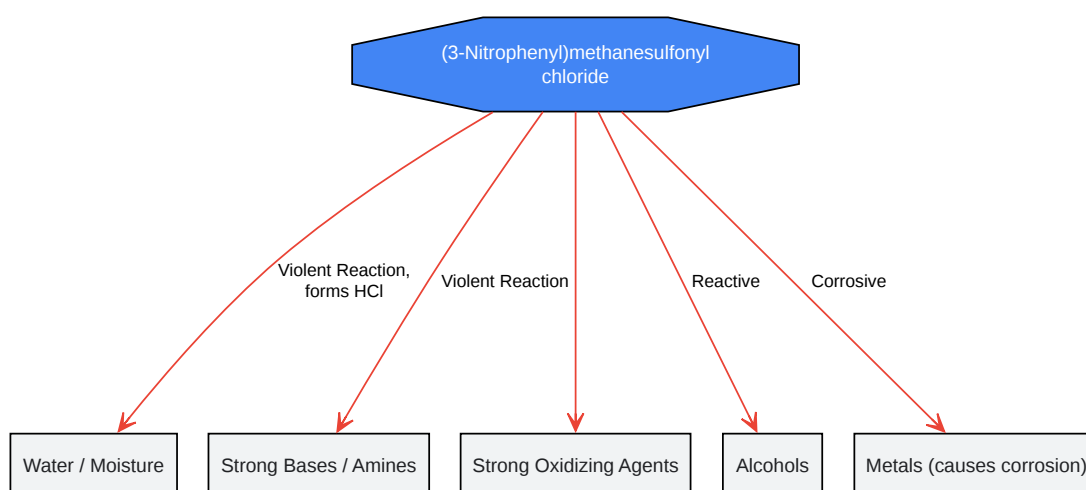 (3-Nitrophenyl)methanesulfonyl
chloride
Violent Reaction,
forms HCl
Violent Reaction
Reactive
Corrosive
Water / Moisture
Strong Bases / Amines
Strong Oxidizing Agents
Alcohols
Metals (causes corrosion)